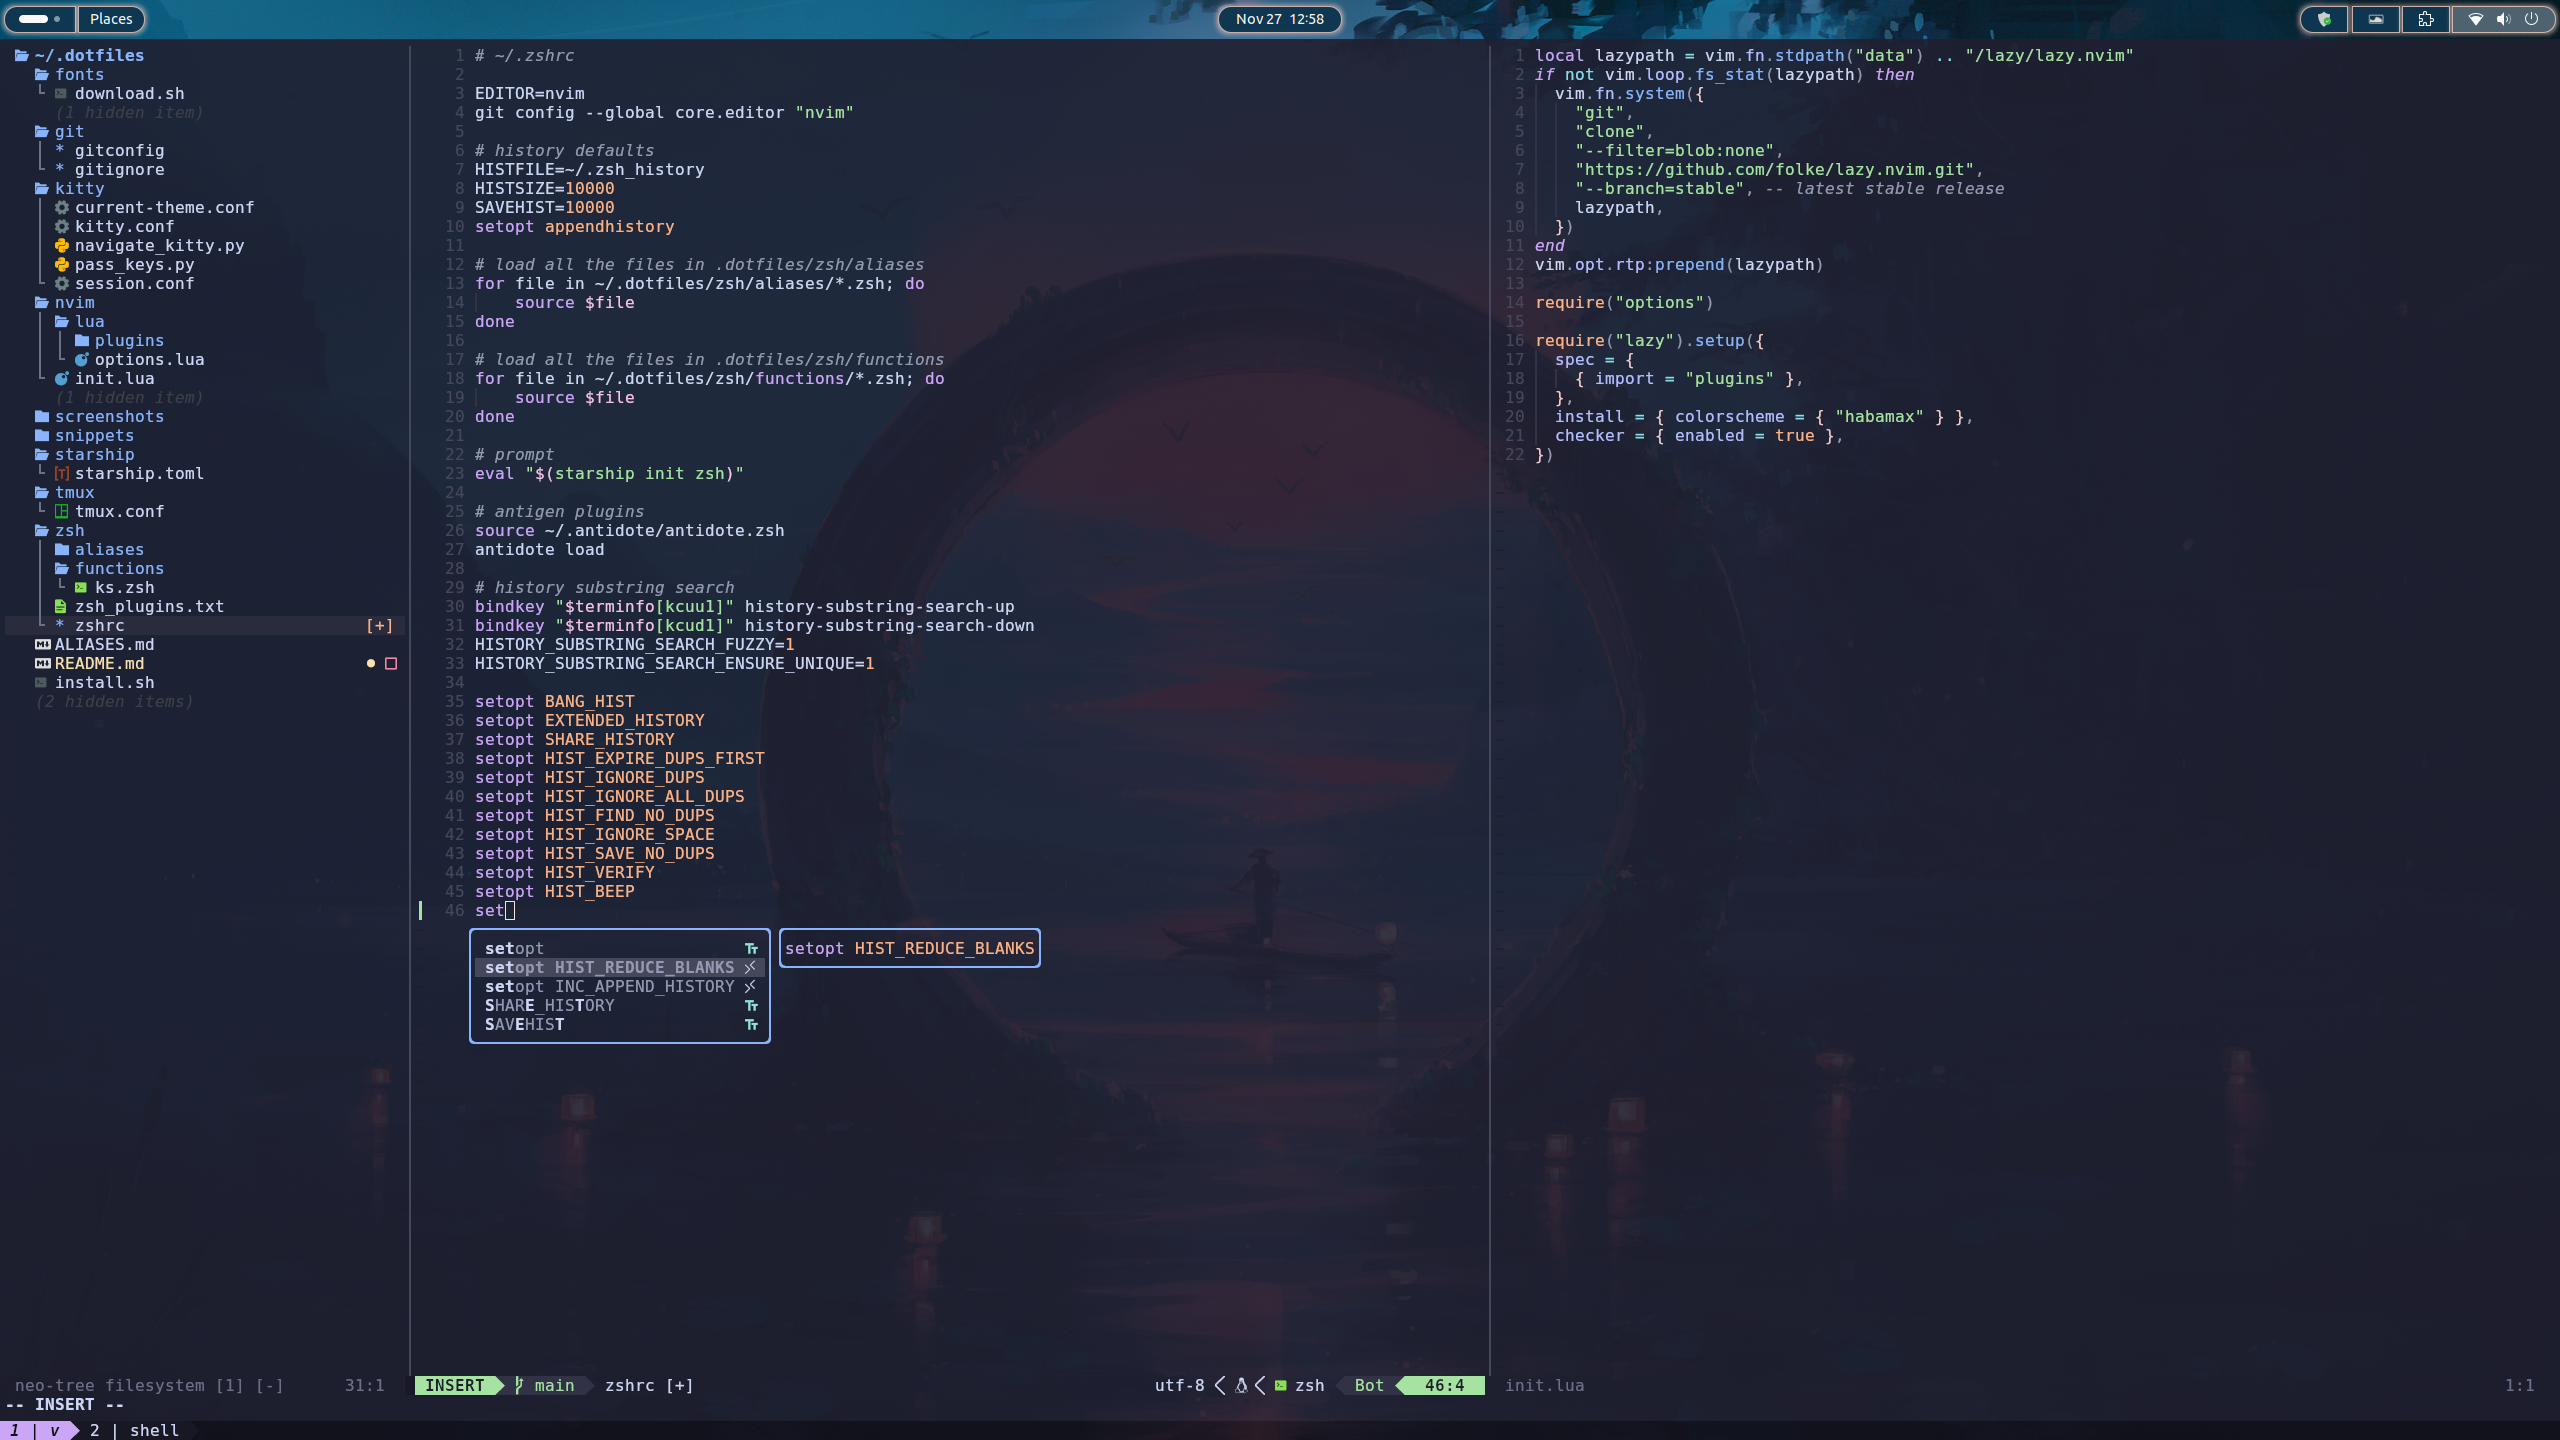 Places
Nov 27 12:58
~/.dotfiles
fonts
download.sh
(1 hidden item)
git
* gitconfig
* gitignore
kitty
current-theme.conf
kitty.conf
navigate_kitty.py
pass_keys.py
session.conf
nvim
lua
plugins
options.lua
init.lua
(1 hidden item)
screenshots
snippets
starship
[T] starship.toml
tmux
tmux.conf
zsh
aliases
functions
ks.zsh
zsh_plugins.txt
* zshrc [+]
ALIASES.md
README.md
install.sh
(2 hidden items)
neo-tree filesystem [1] [-] 31:1
1 # ~/.zshrc
2
3 EDITOR=nvim
4 git config --global core.editor "nvim"
5
6 # history defaults
7 HISTFILE=~/.zsh_history
8 HISTSIZE=10000
9 SAVEHIST=10000
10 setopt appendhistory
11
12 # load all the files in .dotfiles/zsh/aliases
13 for file in ~/.dotfiles/zsh/aliases/*.zsh; do
14 source $file
15 done
16
17 # load all the files in .dotfiles/zsh/functions
18 for file in ~/.dotfiles/zsh/functions/*.zsh; do
19 source $file
20 done
21
22 # prompt
23 eval "$(starship init zsh)"
24
25 # antigen plugins
26 source ~/.antidote/antidote.zsh
27 antidote load
28
29 # history substring search
30 bindkey "$terminfo[kcuu1]" history-substring-search-up
31 bindkey "$terminfo[kcud1]" history-substring-search-down
32 HISTORY_SUBSTRING_SEARCH_FUZZY=1
33 HISTORY_SUBSTRING_SEARCH_ENSURE_UNIQUE=1
34
35 setopt BANG_HIST
36 setopt EXTENDED_HISTORY
37 setopt SHARE_HISTORY
38 setopt HIST_EXPIRE_DUPS_FIRST
39 setopt HIST_IGNORE_DUPS
40 setopt HIST_IGNORE_ALL_DUPS
41 setopt HIST_FIND_NO_DUPS
42 setopt HIST_IGNORE_SPACE
43 setopt HIST_SAVE_NO_DUPS
44 setopt HIST_VERIFY
45 setopt HIST_BEEP
46 set
setopt
setopt HIST_REDUCE_BLANKS
setopt INC_APPEND_HISTORY
SHARE_HISTORY
SAVEHIST
setopt HIST_REDUCE_BLANKS
INSERT main zshrc [+] utf-8 zsh Bot 46:4
1 local lazypath = vim.fn.stdpath("data") .. "/lazy/lazy.nvim"
2 if not vim.loop.fs_stat(lazypath) then
3 vim.fn.system({
4 "git",
5 "clone",
6 "--filter=blob:none",
7 "https://github.com/folke/lazy.nvim.git",
8 "--branch=stable", -- latest stable release
9 lazypath,
10 })
11 end
12 vim.opt.rtp:prepend(lazypath)
13
14 require("options")
15
16 require("lazy").setup({
17 spec = {
18 { import = "plugins" },
19 },
20 install = { colorscheme = { "habamax" } },
21 checker = { enabled = true },
22 })
init.lua 1:1
-- INSERT --
1 | v 2 | shell